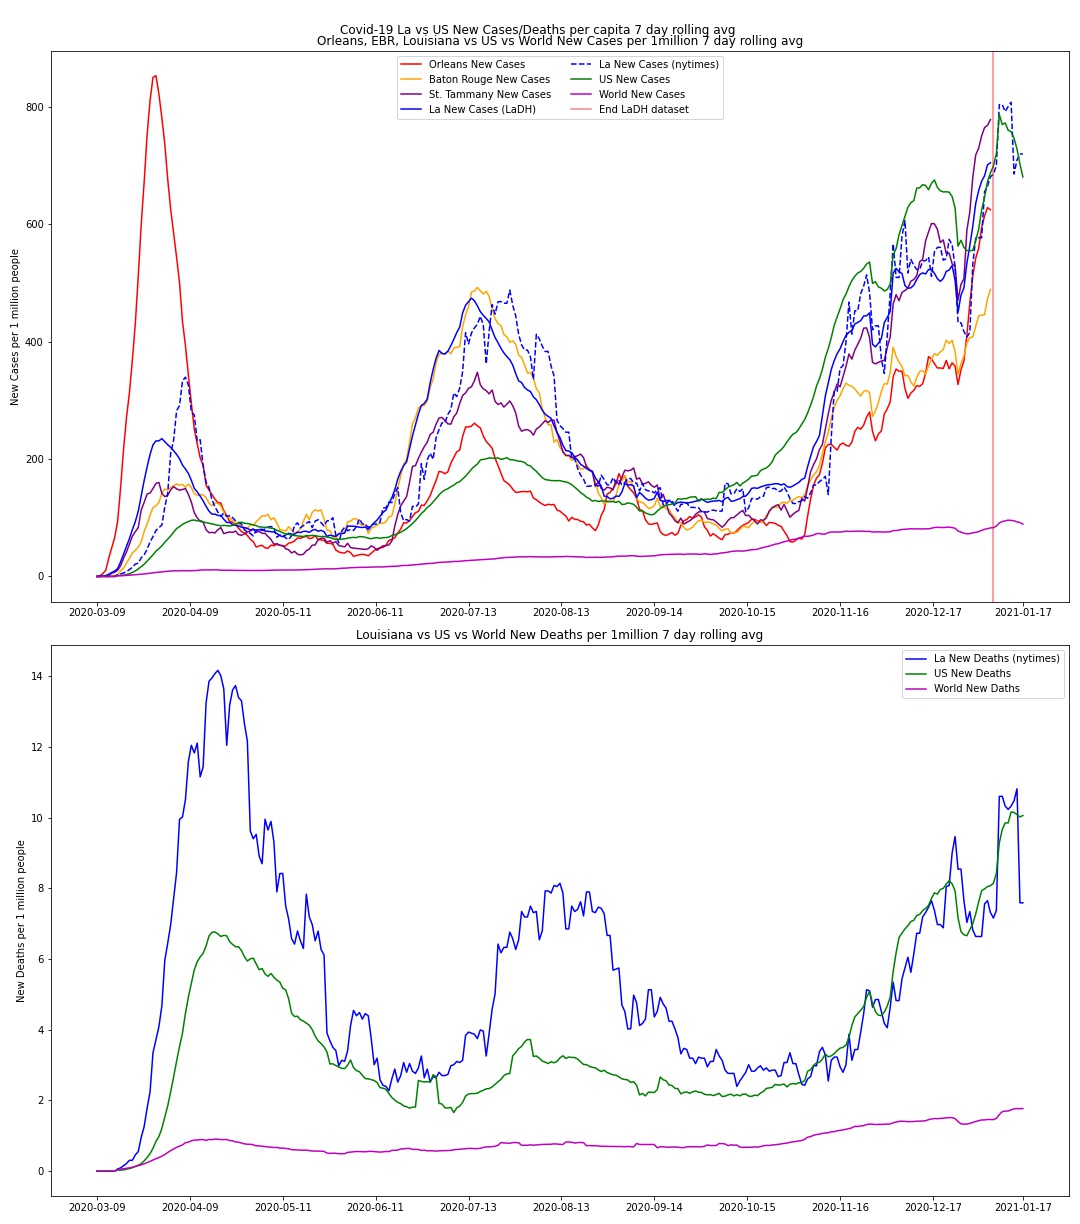 Covid-19 La vs US New Cases/Deaths per capita 7 day rolling avg
Orleans, EBR, Louisiana vs US vs World New Cases per 1million 7 day rolling avg
Orleans New Cases
Baton Rouge New Cases
St. Tammany New Cases
La New Cases (LaDH)
La New Cases (nytimes)
US New Cases
World New Cases
End LaDH dataset
New Cases per 1 million people
800
600
400
200
0
2020-03-09 2020-04-09 2020-05-11 2020-06-11 2020-07-13 2020-08-13 2020-09-14 2020-10-15 2020-11-16 2020-12-17 2021-01-17
Louisiana vs US vs World New Deaths per 1million 7 day rolling avg
La New Deaths (nytimes)
US New Deaths
World New Daths
New Deaths per 1 million people
14
12
10
8
6
4
2
0
2020-03-09 2020-04-09 2020-05-11 2020-06-11 2020-07-13 2020-08-13 2020-09-14 2020-10-15 2020-11-16 2020-12-17 2021-01-17